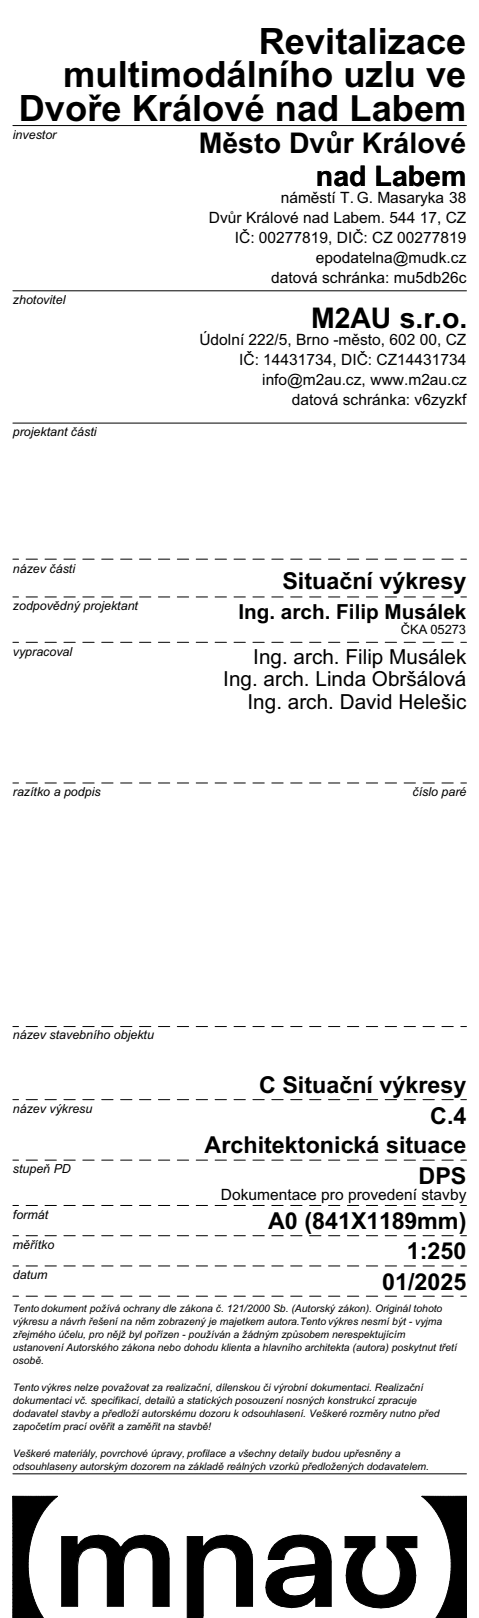 Revitalizace
multimodálního uzlu ve
Dvoře Králové nad Labem
investor
Město Dvůr Králové
nad Labem
náměstí T. G. Masaryka 38
Dvůr Králové nad Labem. 544 17, CZ
IČ: 00277819, DIČ: CZ 00277819
epodatelna@mudk.cz
datová schránka: mu5db26c
zhotovitel
M2AU s.r.o.
Údolní 222/5, Brno -město, 602 00, CZ
IČ: 14431734, DIČ: CZ14431734
info@m2au.cz, www.m2au.cz
datová schránka: v6zyzkf
projektant části
název části
Situační výkresy
zodpovědný projektant
Ing. arch. Filip Musálek
ČKA 05273
vypracoval
Ing. arch. Filip Musálek
Ing. arch. Linda Obršálová
Ing. arch. David Helešic
razítko a podpis číslo paré
název stavebního objektu
C Situační výkresy
název výkresu
C.4
Architektonická situace
stupeň PD
DPS
Dokumentace pro provedení stavby
formát
A0 (841X1189mm)
měřítko
1:250
datum
01/2025
Tento dokument požívá ochrany dle zákona č. 121/2000 Sb. (Autorský zákon). Originál tohoto
výkresu a návrh řešení na něm zobrazený je majetkem autora.Tento výkres nesmí být - vyjma
zřejmého účelu, pro nějž byl pořízen - používán a žádným způsobem nerespektujícím
ustanovení Autorského zákona nebo dohodu klienta a hlavního architekta (autora) poskytnut třetí
osobě.
Tento výkres nelze považovat za realizační, dílenskou či výrobní dokumentaci. Realizační
dokumentaci vč. specifikací, detailů a statických posouzení nosných konstrukcí zpracuje
dodavatel stavby a předloží autorskému dozoru k odsouhlasení. Veškeré rozměry nutno před
započetím prací ověřit a zaměřit na stavbě!
Veškeré materiály, povrchové úpravy, profilace a všechny detaily budou upřesněny a
odsouhlaseny autorským dozorem na základě reálných vzorků předložených dodavatelem.